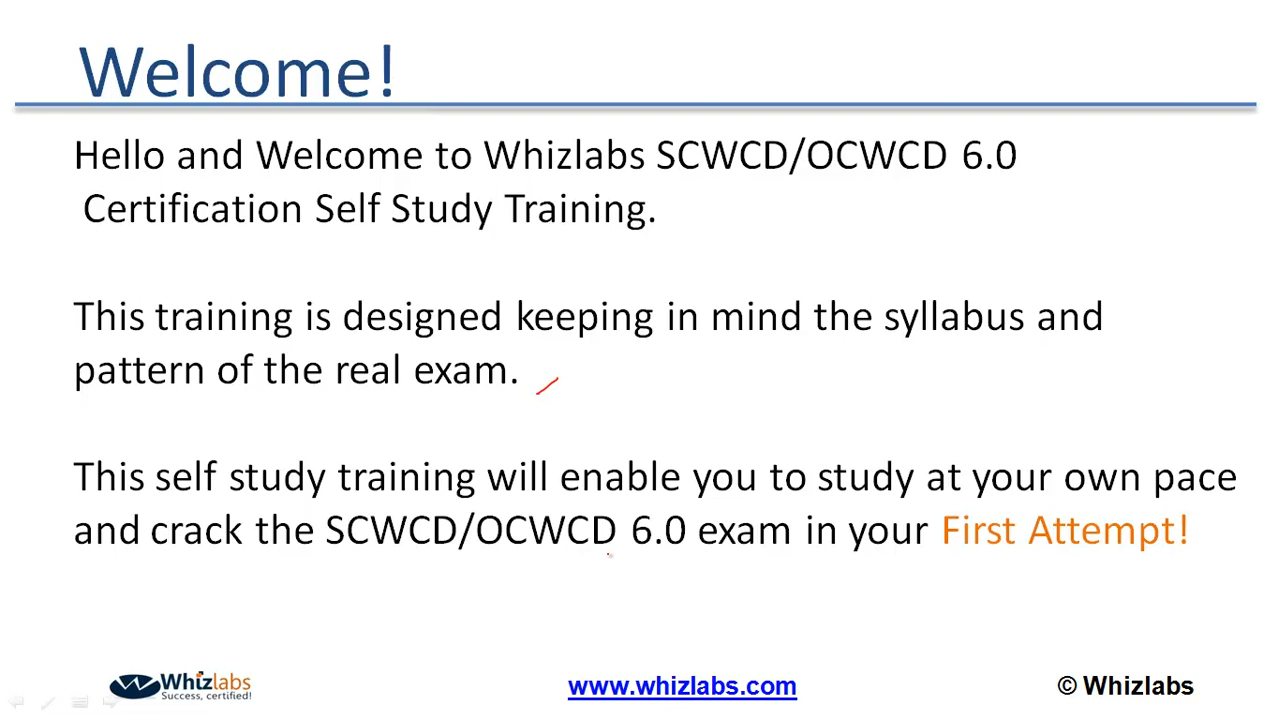 Welcome!
Hello and Welcome to Whizlabs SCWCD/OCWCD 6.0
Certification Self Study Training.
This training is designed keeping in mind the syllabus and
pattern of the real exam.
This self study training will enable you to study at your own pace
and crack the SCWCD/OCWCD 6.0 exam in your First Attempt!
Whizlabs
Success, certified!
www.whizlabs.com
© Whizlabs